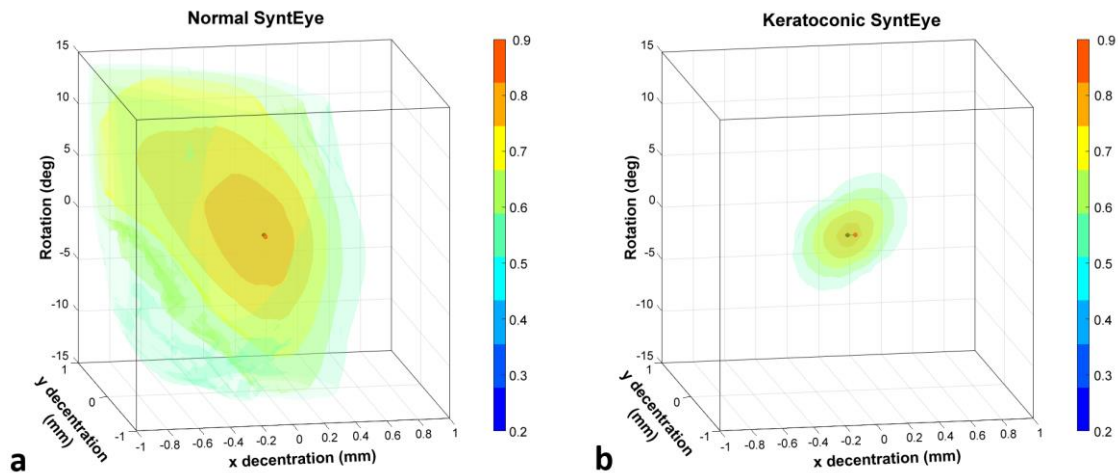 Normal SyntEye
Keratoconic SyntEye
a
15
10
5
0
-5
-10
-15
Rotation (deg)
1
0
-1
y decentration
(mm)
-1 -0.8 -0.6 -0.4 -0.2 0 0.2 0.4 0.6 0.8 1
x decentration (mm)
0.9
0.8
0.7
0.6
0.5
0.4
0.3
0.2
b
15
10
5
0
-5
-10
-15
Rotation (deg)
1
0
-1
y decentration
(mm)
-1 -0.8 -0.6 -0.4 -0.2 0 0.2 0.4 0.6 0.8 1
x decentration (mm)
0.9
0.8
0.7
0.6
0.5
0.4
0.3
0.2